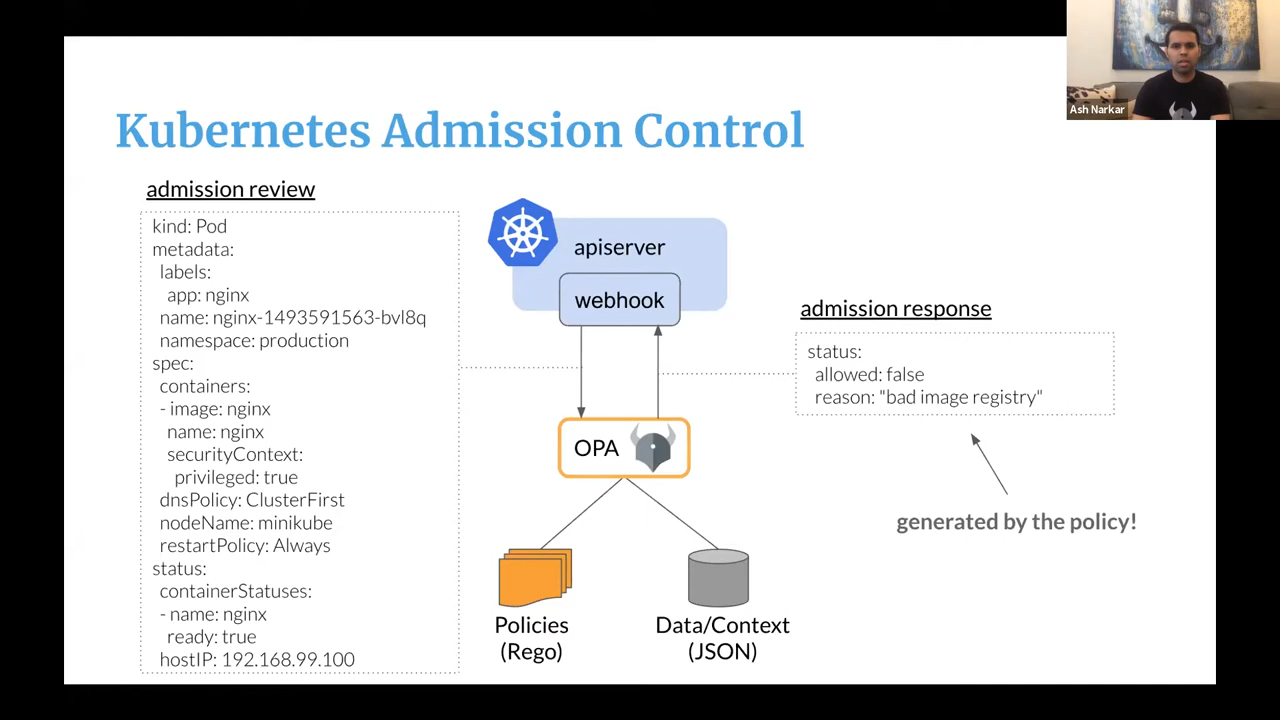 Ash Narkar
Kubernetes Admission Control
admission review
kind: Pod
metadata:
labels:
app: nginx
name: nginx-1493591563-bvl8q
namespace: production
spec:
containers:
- image: nginx
name: nginx
securityContext:
privileged: true
dnsPolicy: ClusterFirst
nodeName: minikube
restartPolicy: Always
status:
containerStatuses:
- name: nginx
ready: true
hostIP: 192.168.99.100
apiserver
webhook
OPA
Policies
(Rego)
Data/Context
(JSON)
admission response
status:
allowed: false
reason: "bad image registry"
generated by the policy!